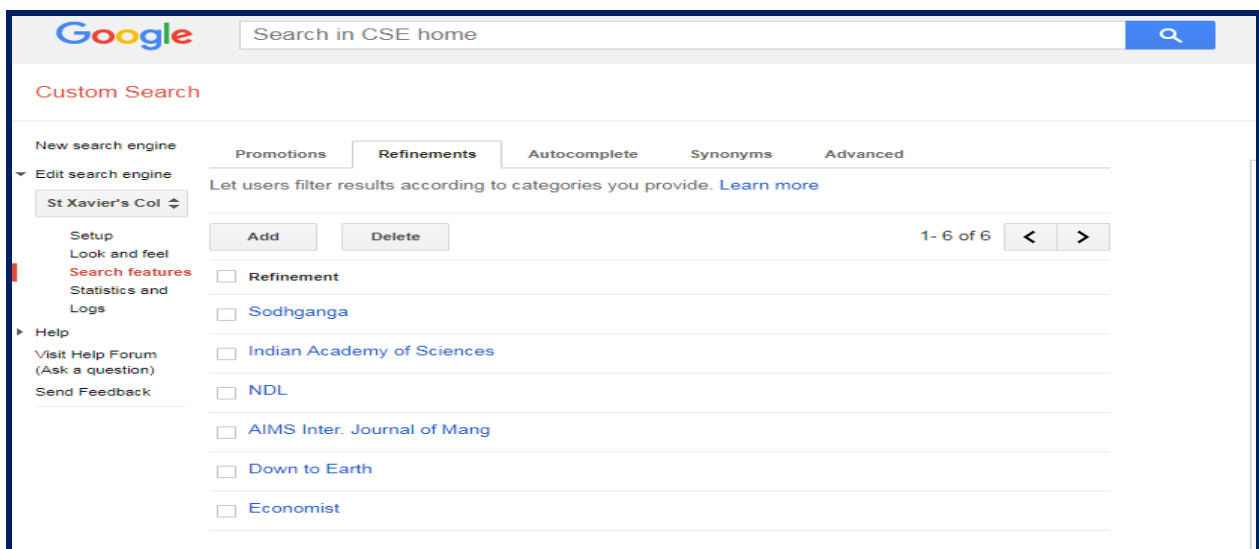 Google
Search in CSE home
Custom Search
New search engine
Edit search engine
St Xavier's Col
Setup
Look and feel
Search features
Statistics and
Logs
Help
Visit Help Forum
(Ask a question)
Send Feedback
Promotions Refinements Autocomplete Synonyms Advanced
Let users filter results according to categories you provide. Learn more
Add Delete 1- 6 of 6 < >
Refinement
Sodhganga
Indian Academy of Sciences
NDL
AIMS Inter. Journal of Mang
Down to Earth
Economist